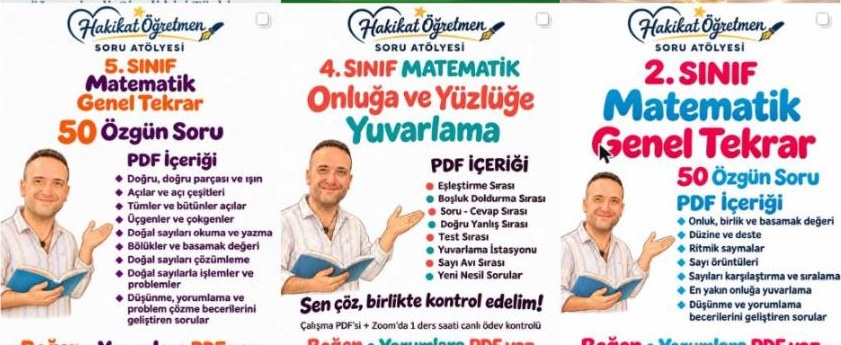 Hakikat Öğretmen
SORU ATÖLYESİ
5. SINIF
Matematik
Genel Tekrar
50 Özgün Soru
PDF İçeriği
Doğru, doğru parçası ve ışın
Açılar ve açı çeşitleri
Tümler ve bütünler açılar
Üçgenler ve çokgenler
Doğal sayıları okuma ve yazma
Bölükler ve basamak değeri
Doğal sayıları çözümleme
Doğal sayılarla işlemler ve
problemler
Düşünme, yorumlama ve
problem çözme becerilerini
geliştiren sorular
Hakikat Öğretmen
SORU ATÖLYESİ
4. SINIF MATEMATİK
Onluğa ve Yüzlüğe
Yuvarlama
PDF İÇERİĞİ
Eşleştirme Sırası
Boşluk Doldurma Sırası
Soru - Cevap Sırası
Doğru Yanlış Sırası
Test Sırası
Yuvarlama İstasyonu
Sayı Avı Sırası
Yeni Nesil Sorular
Sen çöz, birlikte kontrol edelim!
Çalışma PDF'si + Zoom'da 1 ders saati canlı ödev kontrolü
Hakikat Öğretmen
SORU ATÖLYESİ
2. SINIF
Matematik
Genel Tekrar
50 Özgün Soru
PDF İçeriği
Onluk, birlik ve basamak değeri
Düzine ve deste
Ritmik saymalar
Sayı örüntüleri
Sayıları karşılaştırma ve sıralama
En yakın onluğa yuvarlama
Düşünme ve yorumlama
becerilerini geliştiren sorular